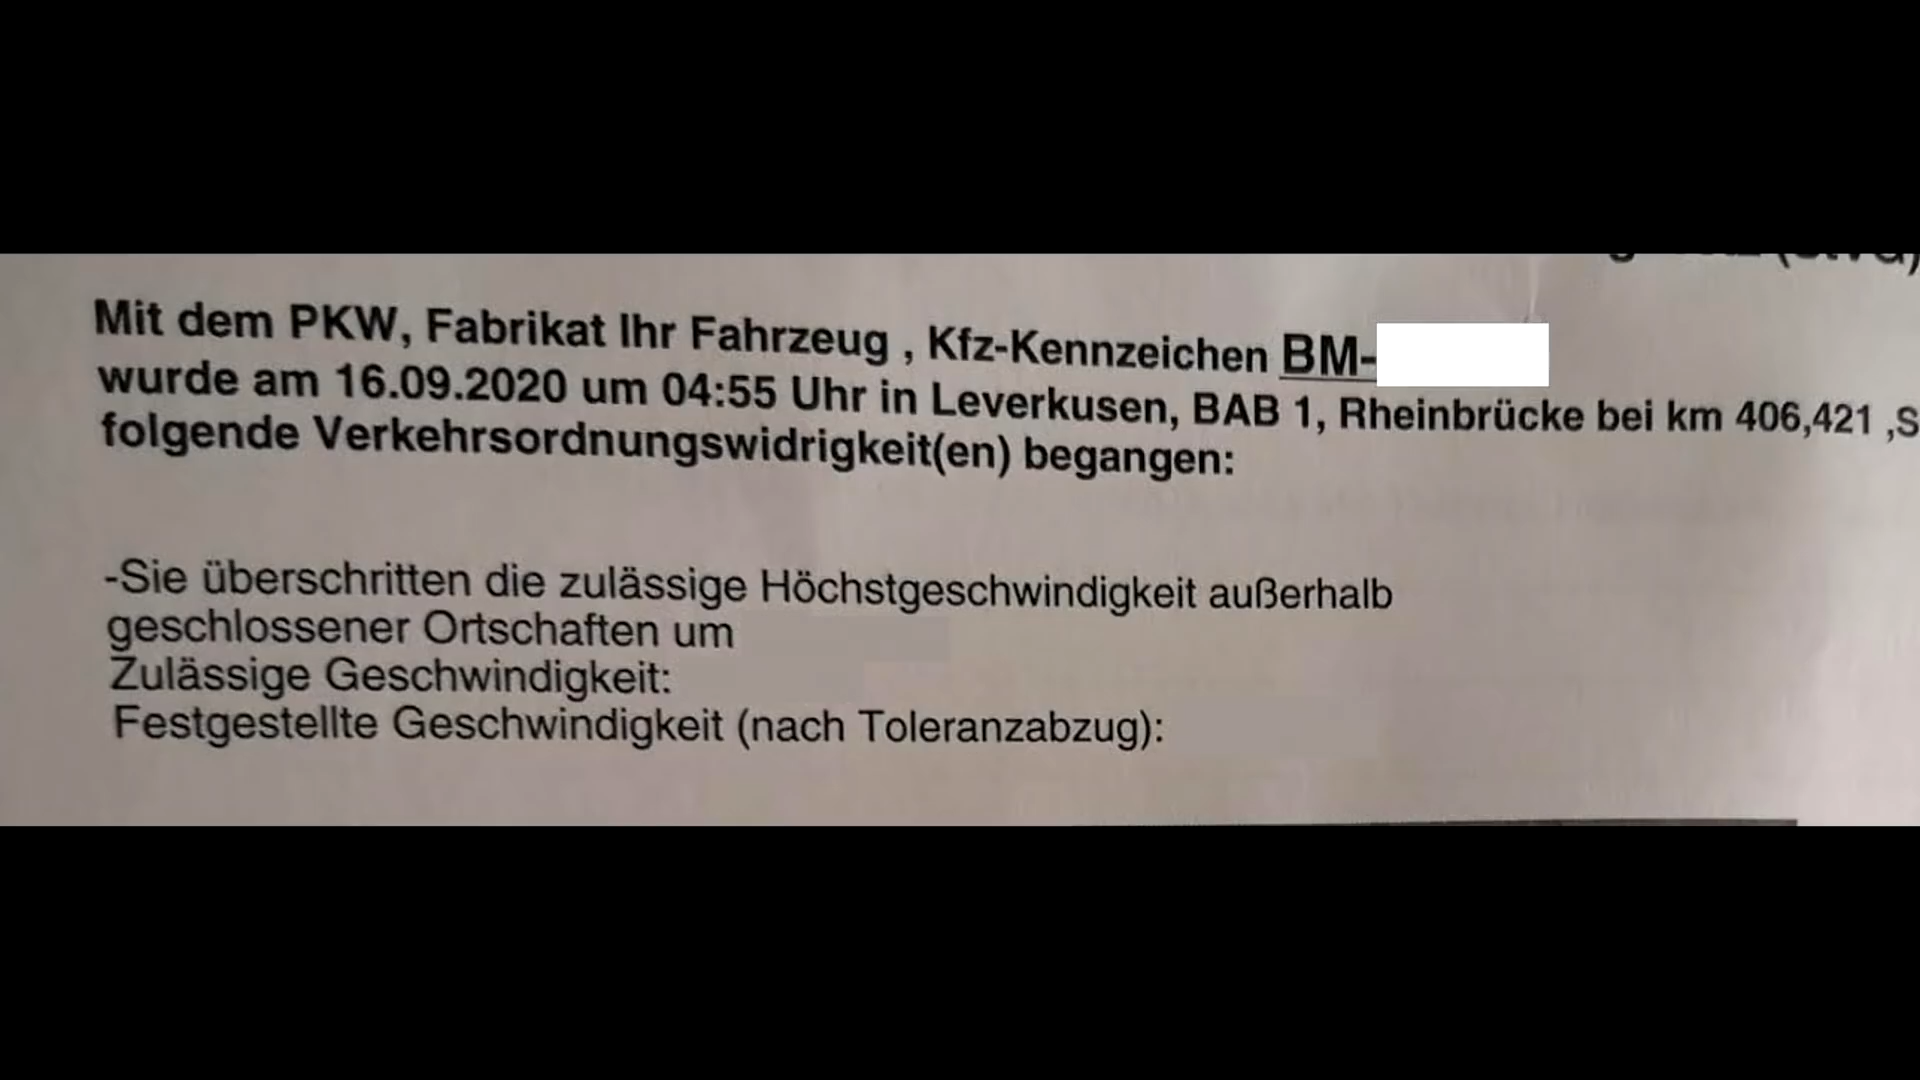 Mit dem PKW, Fabrikat Ihr Fahrzeug , Kfz-Kennzeichen BM-
wurde am 16.09.2020 um 04:55 Uhr in Leverkusen, BAB 1, Rheinbrücke bei km 406,421 ,S
folgende Verkehrsordnungswidrigkeit(en) begangen:
-Sie überschritten die zulässige Höchstgeschwindigkeit außerhalb
geschlossener Ortschaften um
Zulässige Geschwindigkeit:
Festgestellte Geschwindigkeit (nach Toleranzabzug):